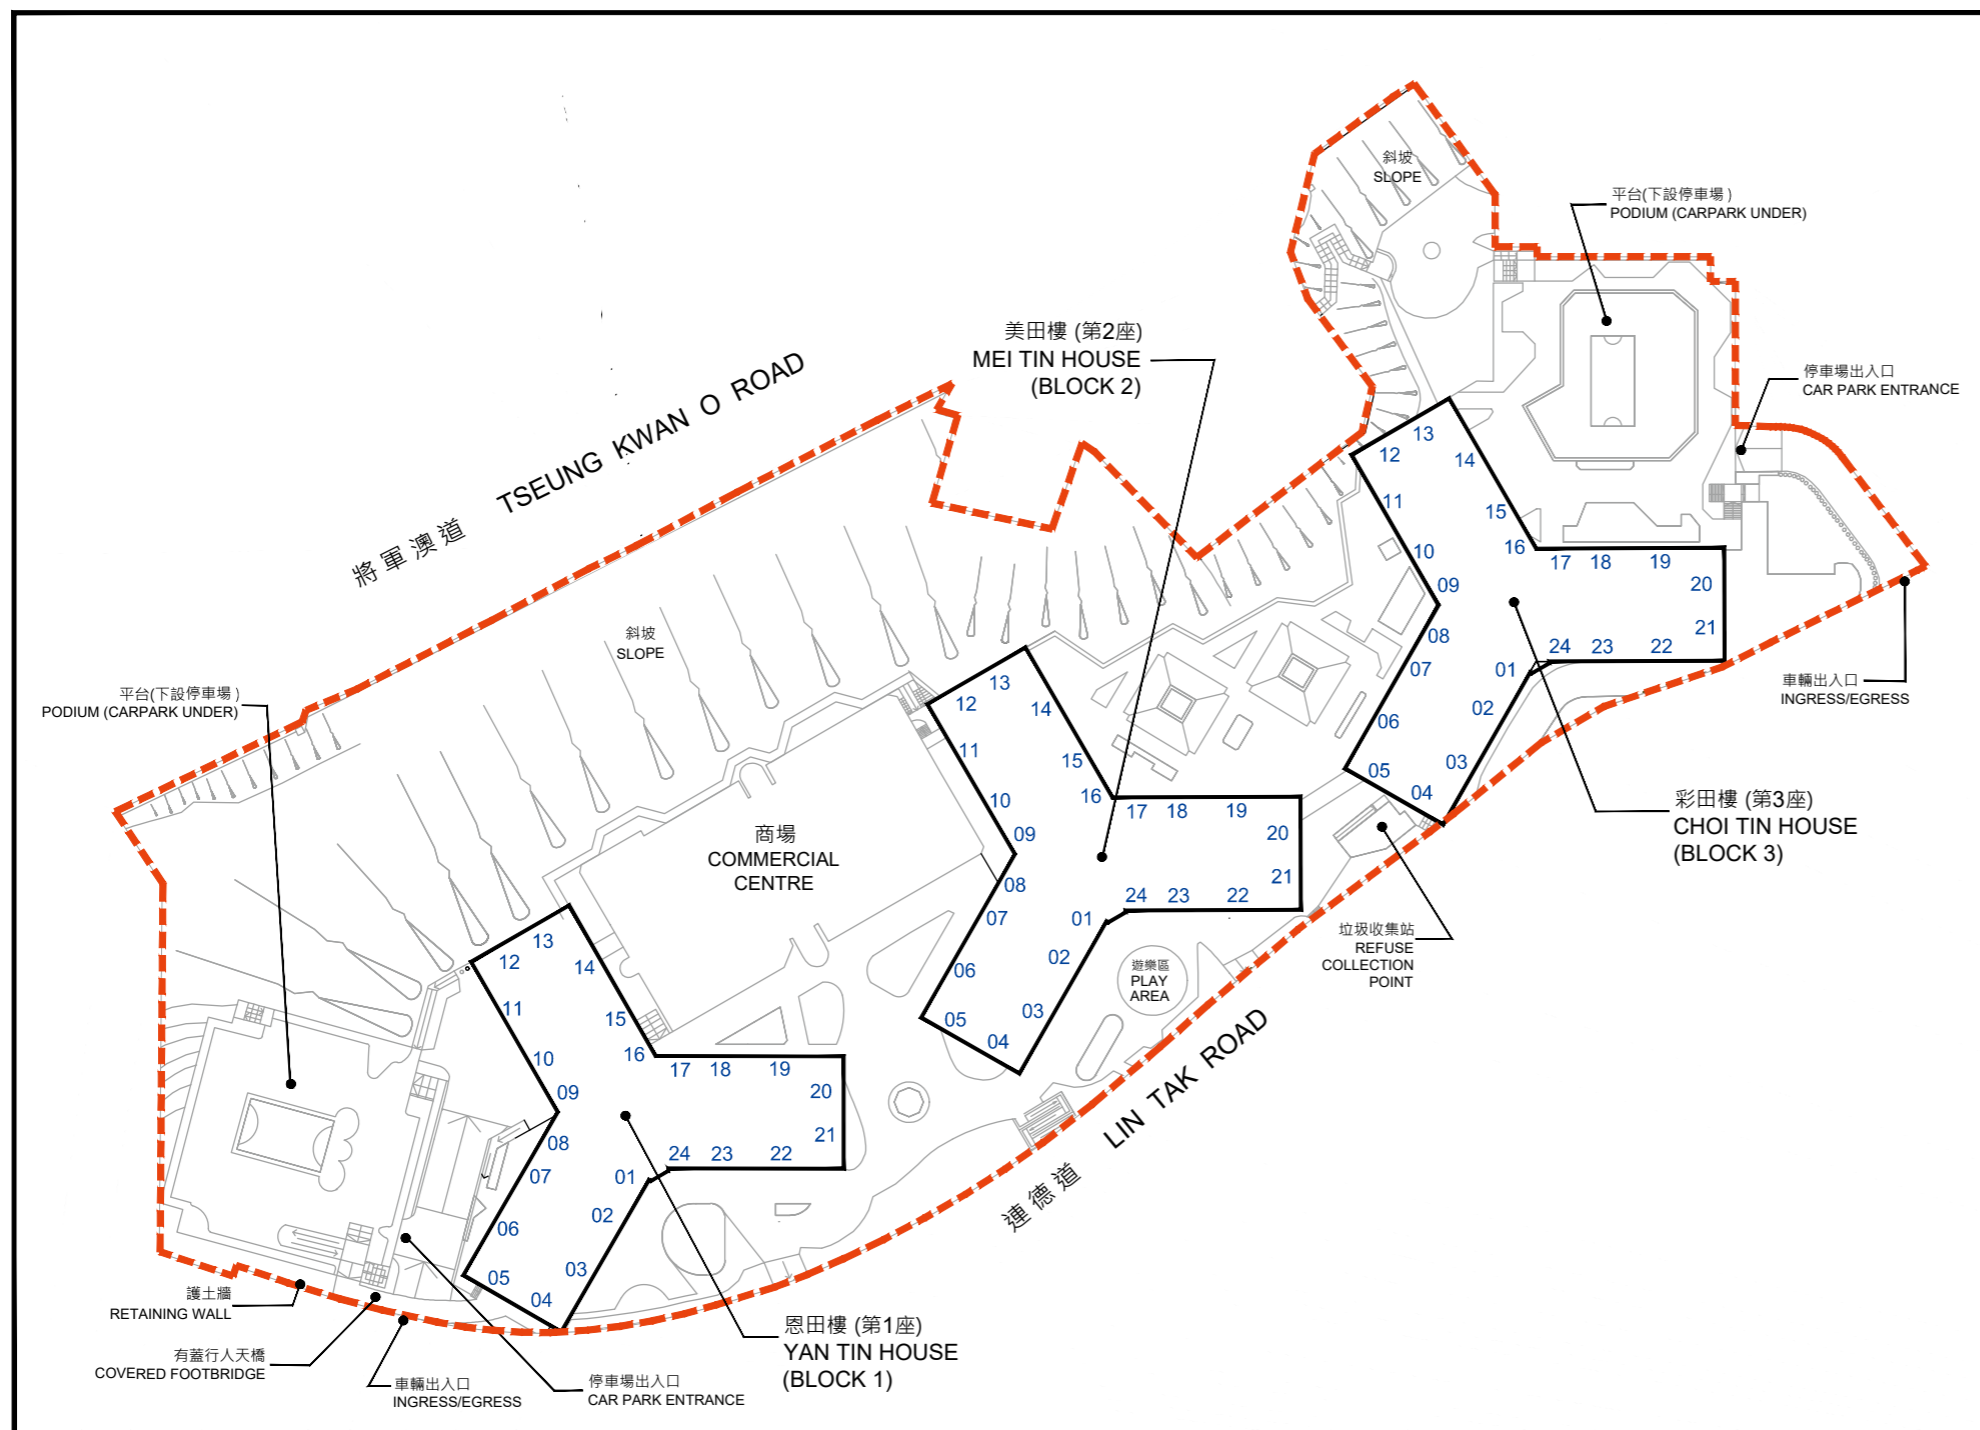 斜坡
SLOPE
平台(下設停車場)
PODIUM (CARPARK UNDER)
美田樓 (第2座)
MEI TIN HOUSE
(BLOCK 2)
停車場出入口
CAR PARK ENTRANCE
將軍澳道 TSEUNG KWAN O ROAD
13
12
14
11
15
10
16
17
18
19
09
20
08
21
07
01
24
23
22
02
06
03
05
04
斜坡
SLOPE
車輛出入口
INGRESS/EGRESS
平台(下設停車場)
PODIUM (CARPARK UNDER)
13
12
14
11
15
10
16
17
18
19
09
20
08
21
07
01
24
23
22
02
06
03
05
04
彩田樓 (第3座)
CHOI TIN HOUSE
(BLOCK 3)
商場
COMMERCIAL
CENTRE
垃圾收集站
REFUSE
COLLECTION
POINT
遊樂區
PLAY
AREA
13
12
14
11
15
10
16
17
18
19
09
20
08
21
07
01
24
23
22
02
06
03
05
04
連德道 LIN TAK ROAD
護土牆
RETAINING WALL
恩田樓 (第1座)
YAN TIN HOUSE
(BLOCK 1)
有蓋行人天橋
COVERED FOOTBRIDGE
車輛出入口
INGRESS/EGRESS
停車場出入口
CAR PARK ENTRANCE